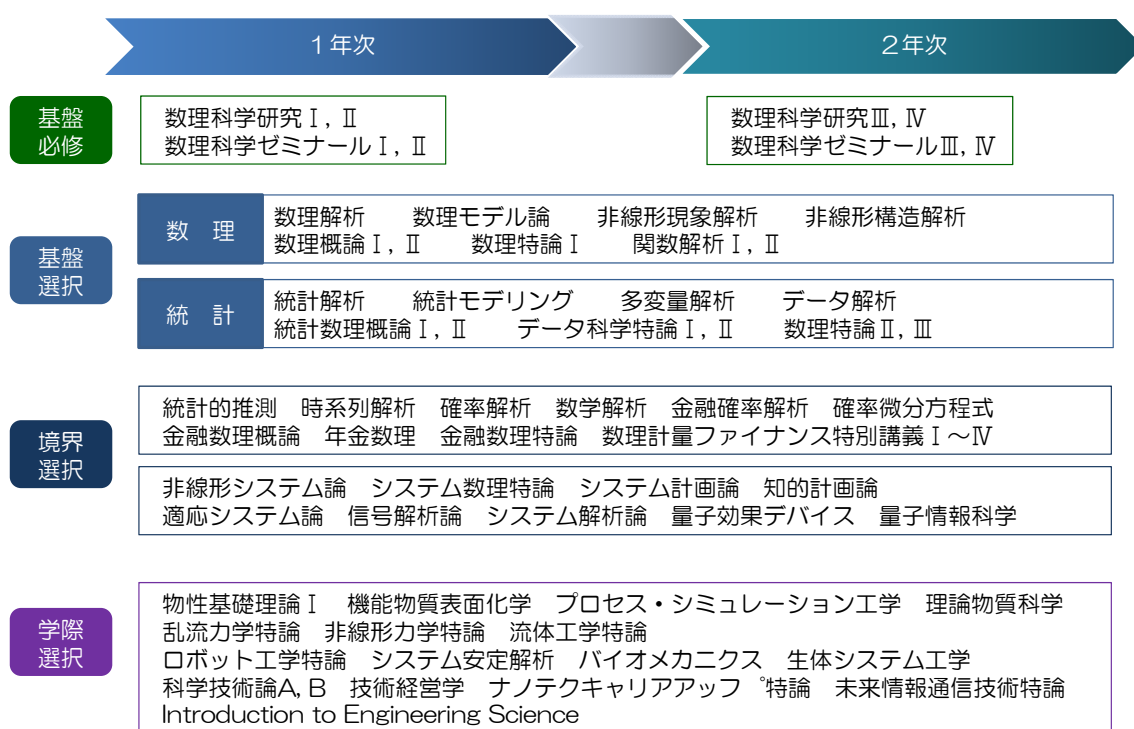 1年次
2年次
基盤
必修
数理科学研究Ⅰ, Ⅱ
数理科学ゼミナールⅠ, Ⅱ
数理科学研究Ⅲ, Ⅳ
数理科学ゼミナールⅢ, Ⅳ
基盤
選択
数 理
数理解析 数理モデル論 非線形現象解析 非線形構造解析
数理概論Ⅰ, Ⅱ 数理特論Ⅰ 関数解析Ⅰ, Ⅱ
統 計
統計解析 統計モデリング 多変量解析 データ解析
統計数理概論Ⅰ, Ⅱ データ科学特論Ⅰ, Ⅱ 数理特論Ⅱ, Ⅲ
境界
選択
統計的推測 時系列解析 確率解析 数学解析 金融確率解析 確率微分方程式
金融数理概論 年金数理 金融数理特論 数理計量ファイナンス特別講義Ⅰ～Ⅳ
非線形システム論 システム数理特論 システム計画論 知的計画論
適応システム論 信号解析論 システム解析論 量子効果デバイス 量子情報科学
学際
選択
物性基礎理論Ⅰ 機能物質表面化学 プロセス・シミュレーション工学 理論物質科学
乱流力学特論 非線形力学特論 流体工学特論
ロボット工学特論 システム安定解析 バイオメカニクス 生体システム工学
科学技術論A, B 技術経営学 ナノテクキャリアアッフ゜特論 未来情報通信技術特論
Introduction to Engineering Science